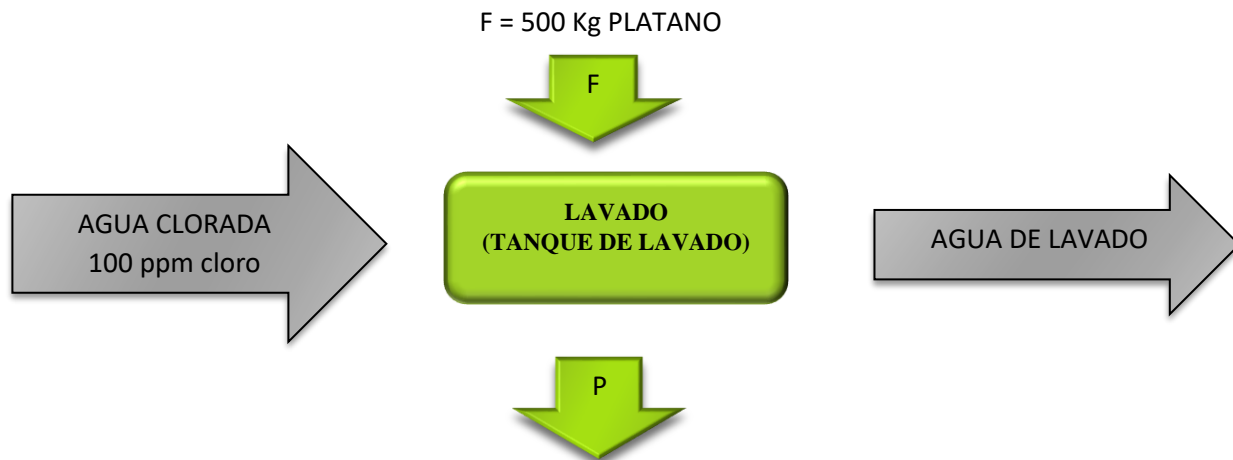 F = 500 Kg PLATANO
F
AGUA CLORADA
100 ppm cloro
LAVADO
(TANQUE DE LAVADO)
AGUA DE LAVADO
P